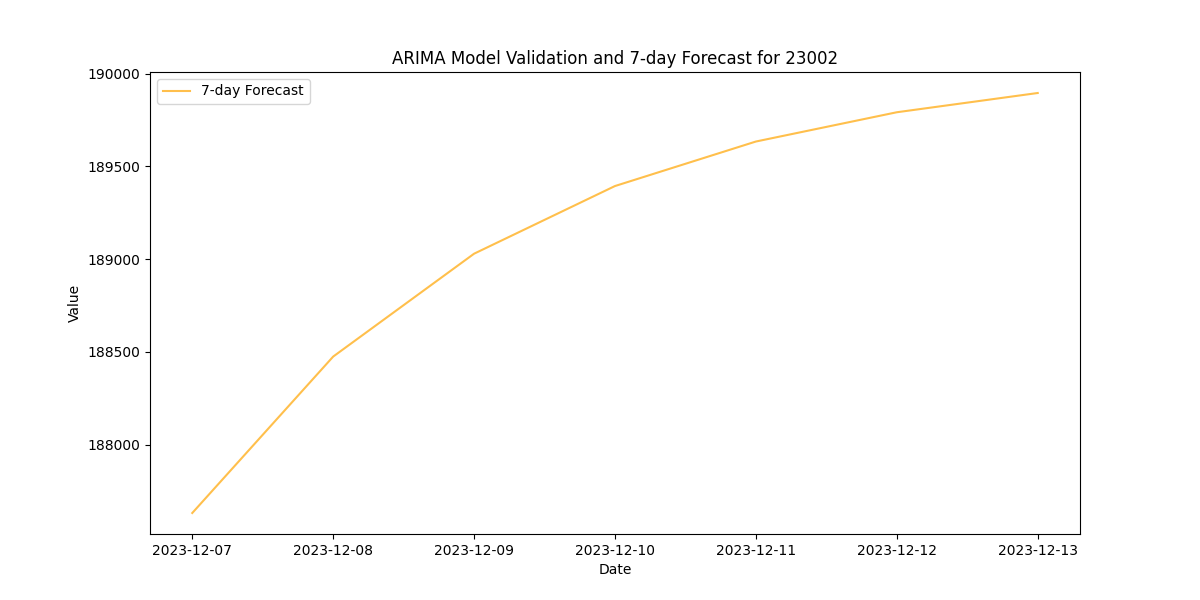 ARIMA Model Validation and 7-day Forecast for 23002
7-day Forecast
190000
189500
189000
188500
188000
Value
2023-12-07 2023-12-08 2023-12-09 2023-12-10 2023-12-11 2023-12-12 2023-12-13
Date